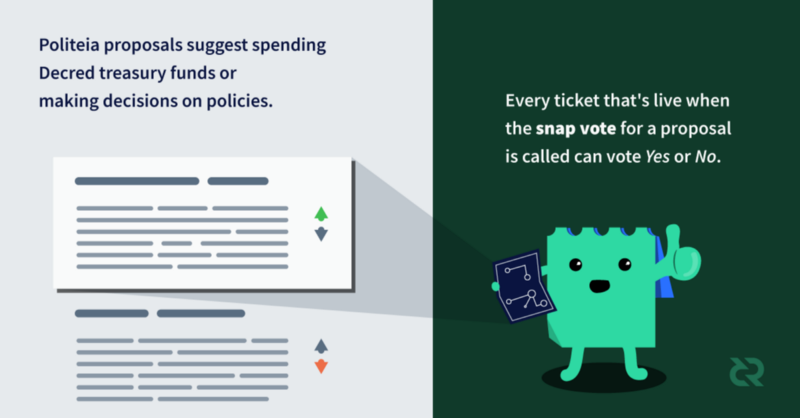 Politeia proposals suggest spending
Decred treasury funds or
making decisions on policies.
Every ticket that's live when
the snap vote for a proposal
is called can vote Yes or No.